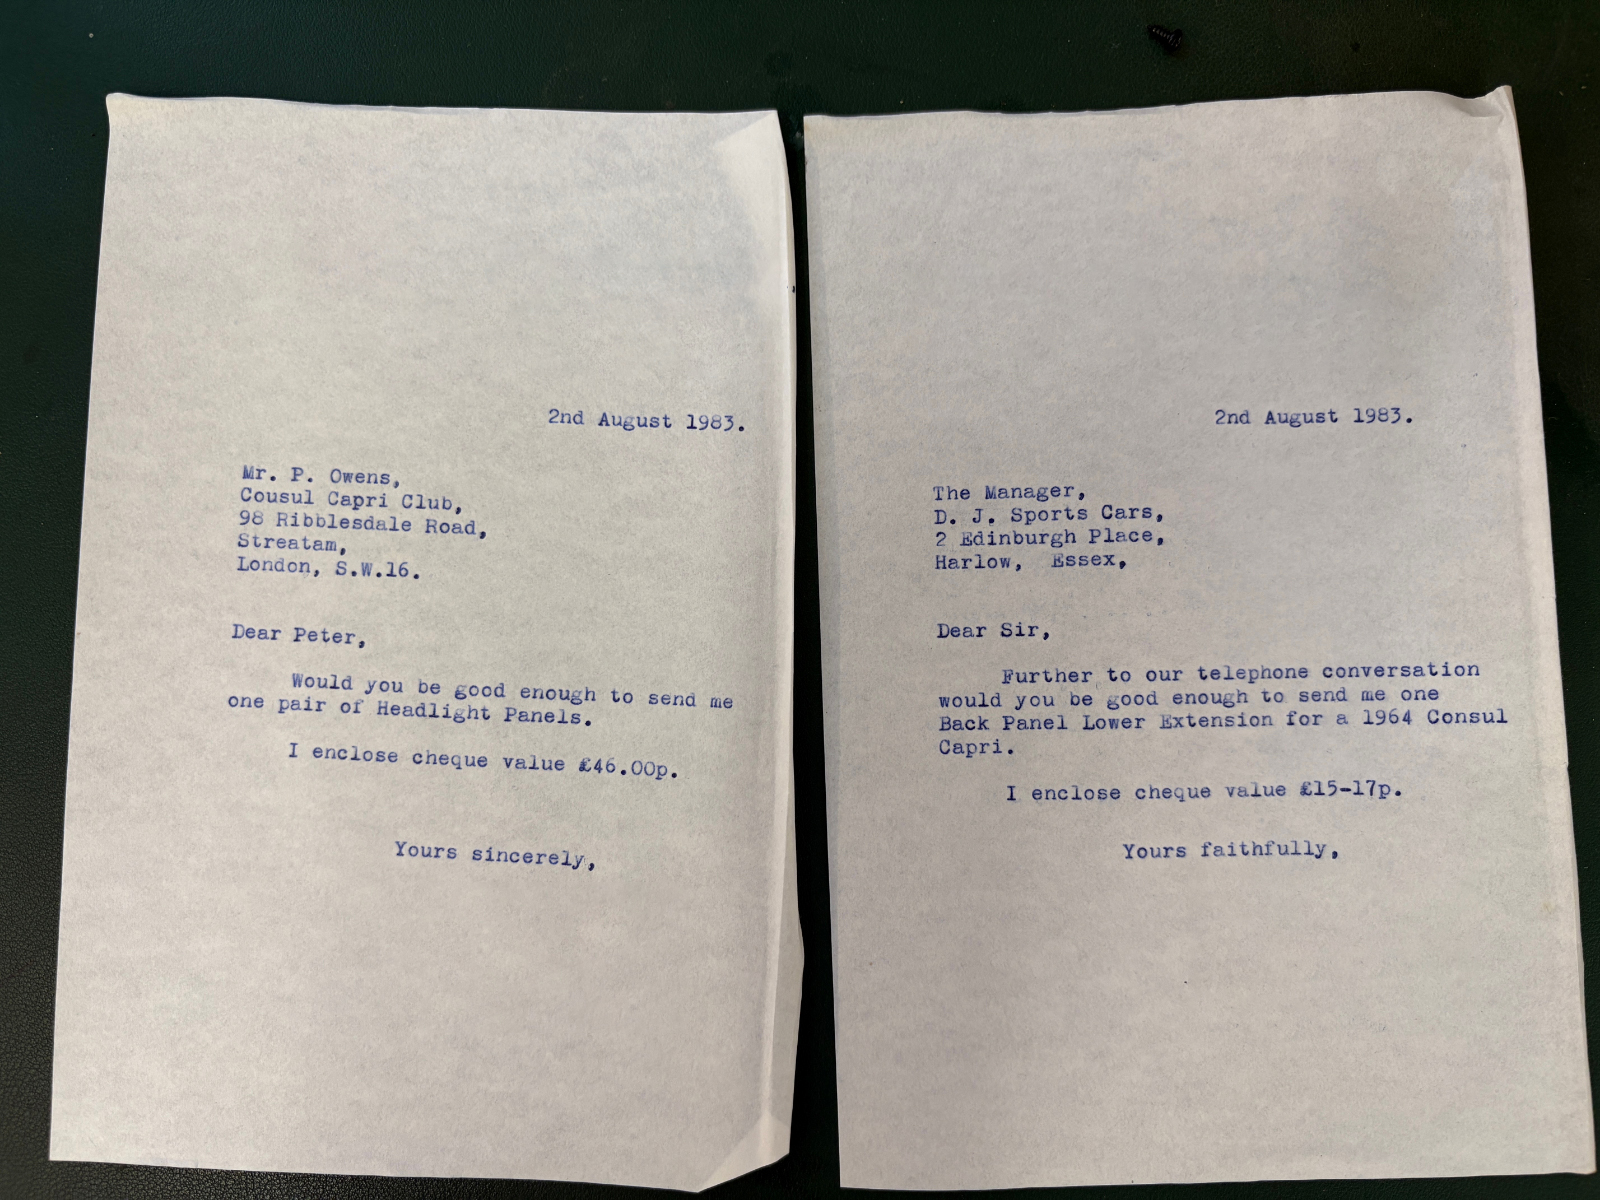 2nd August 1983.
Mr. P. Owens,
Cousul Capri Club,
98 Ribblesdale Road,
Streatam,
London, S.W.16.
Dear Peter,
Would you be good enough to send me
one pair of Headlight Panels.
I enclose cheque value £46.00p.
Yours sincerely,
2nd August 1983.
The Manager,
D. J. Sports Cars,
2 Edinburgh Place,
Harlow, Essex,
Dear Sir,
Further to our telephone conversation
would you be good enough to send me one
Back Panel Lower Extension for a 1964 Consul
Capri.
I enclose cheque value £15-17p.
Yours faithfully,